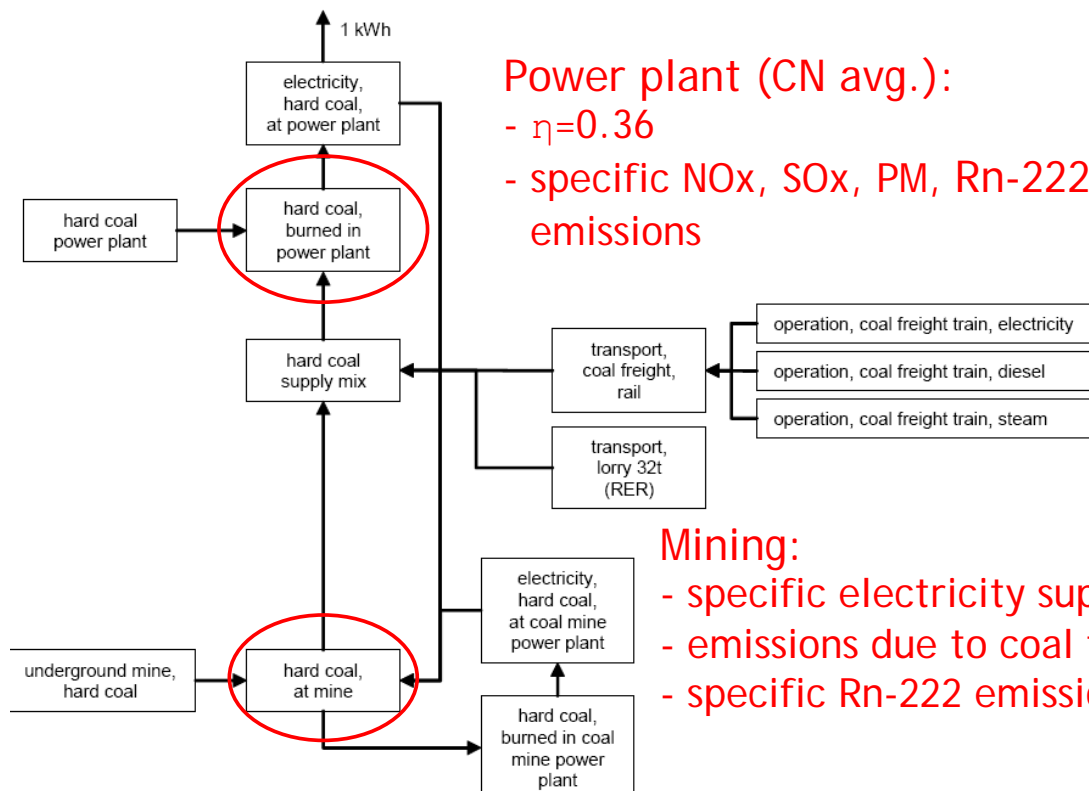 1 kWh
electricity,
hard coal,
at power plant
Power plant (CN avg.):
- η=0.36
- specific NOx, SOx, PM, Rn-222
emissions
hard coal
power plant
hard coal,
burned in
power plant
hard coal
supply mix
transport,
coal freight,
rail
operation, coal freight train, electricity
operation, coal freight train, diesel
operation, coal freight train, steam
transport,
lorry 32t
(RER)
Mining:
- specific electricity
- emissions due to coal
- specific Rn-222
electricity,
hard coal,
at coal mine
power plant
underground mine,
hard coal
hard coal,
at mine
hard coal,
burned in coal
mine power
plant